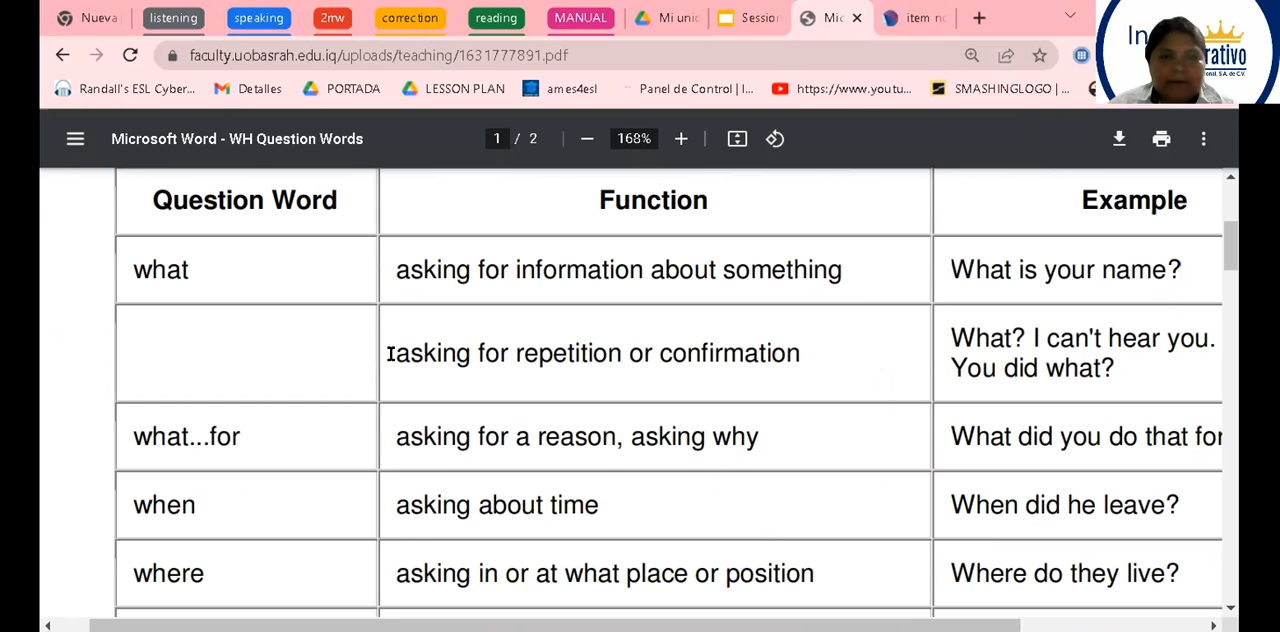 Nueva
listening
speaking
2mw
correction
reading
MANUAL
Mi uni
Sessio
Mic
item n
faculty.uobasrah.edu.iq/uploads/teaching/1631777891.pdf
Randall's ESL Cyber...
Detalles
PORTADA
LESSON PLAN
ames4esl
Panel de Control | I...
https://www.youtu...
SMASHINGLOGO | ...
In
rativo
Microsoft Word - WH Question Words
1 / 2
168%
Question Word Function Example
what asking for information about something What is your name?
asking for repetition or confirmation What? I can't hear you.
You did what?
what...for asking for a reason, asking why What did you do that for
when asking about time When did he leave?
where asking in or at what place or position Where do they live?